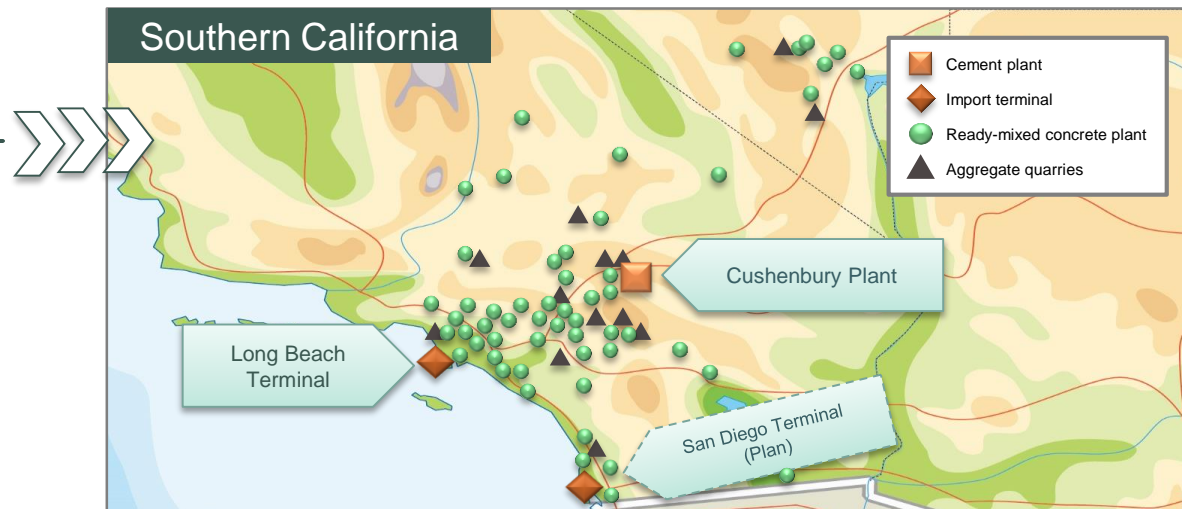 Southern California
Cement plant
Import terminal
Ready-mixed concrete plant
Aggregate quarries
Cushenbury Plant
Long Beach
Terminal
San Diego Terminal
(Plan)